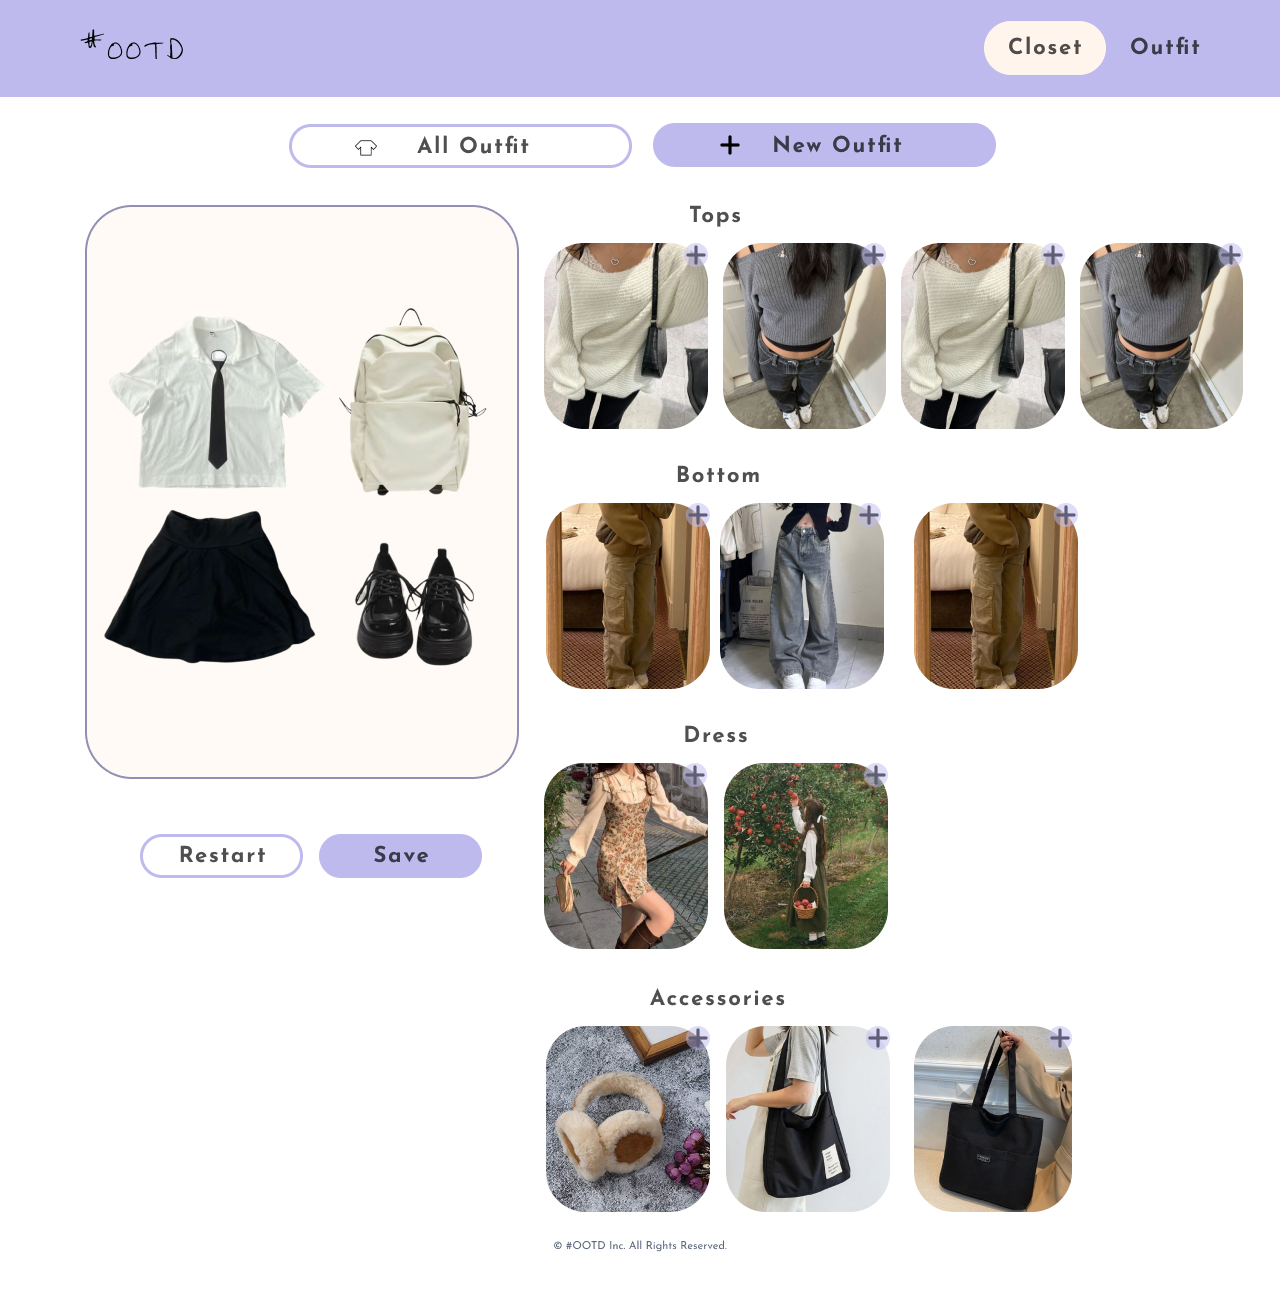 #OOTD
Closet
Outfit
All Outfit
New Outfit
Tops
Bottom
Dress
Restart
Save
Accessories
© #OOTD Inc. All Rights Reserved.